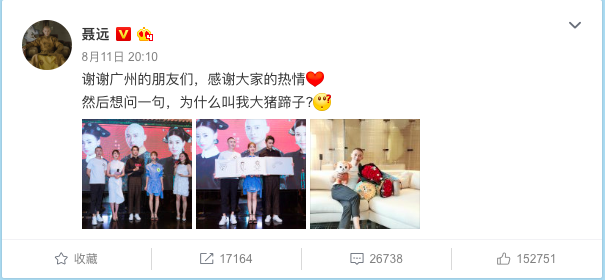 聂远
8月11日 20:10
谢谢广州的朋友们，感谢大家的热情
然后想问一句，为什么叫我大猪蹄子?
收藏
17164
26738
152751